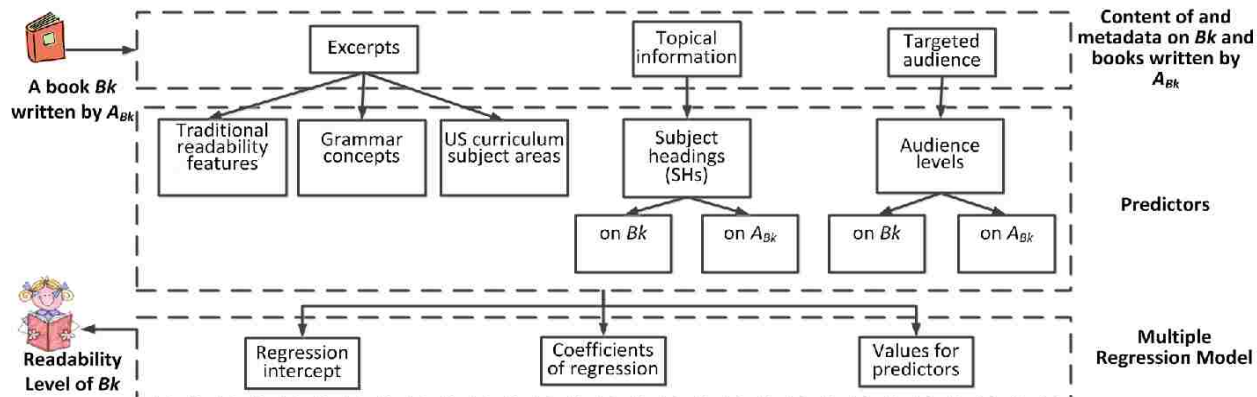 A book Bk
written by ABk
Excerpts
Topical
information
Targeted
audience
Content of and
metadata on Bk and
books written by
ABk
Traditional
readability
features
Grammar
concepts
US curriculum
subject areas
Subject
headings
(SHs)
Audience
levels
on Bk
on ABk
on Bk
on ABk
Predictors
Readability
Level of Bk
Regression
intercept
Coefficients
of regression
Values for
predictors
Multiple
Regression Model